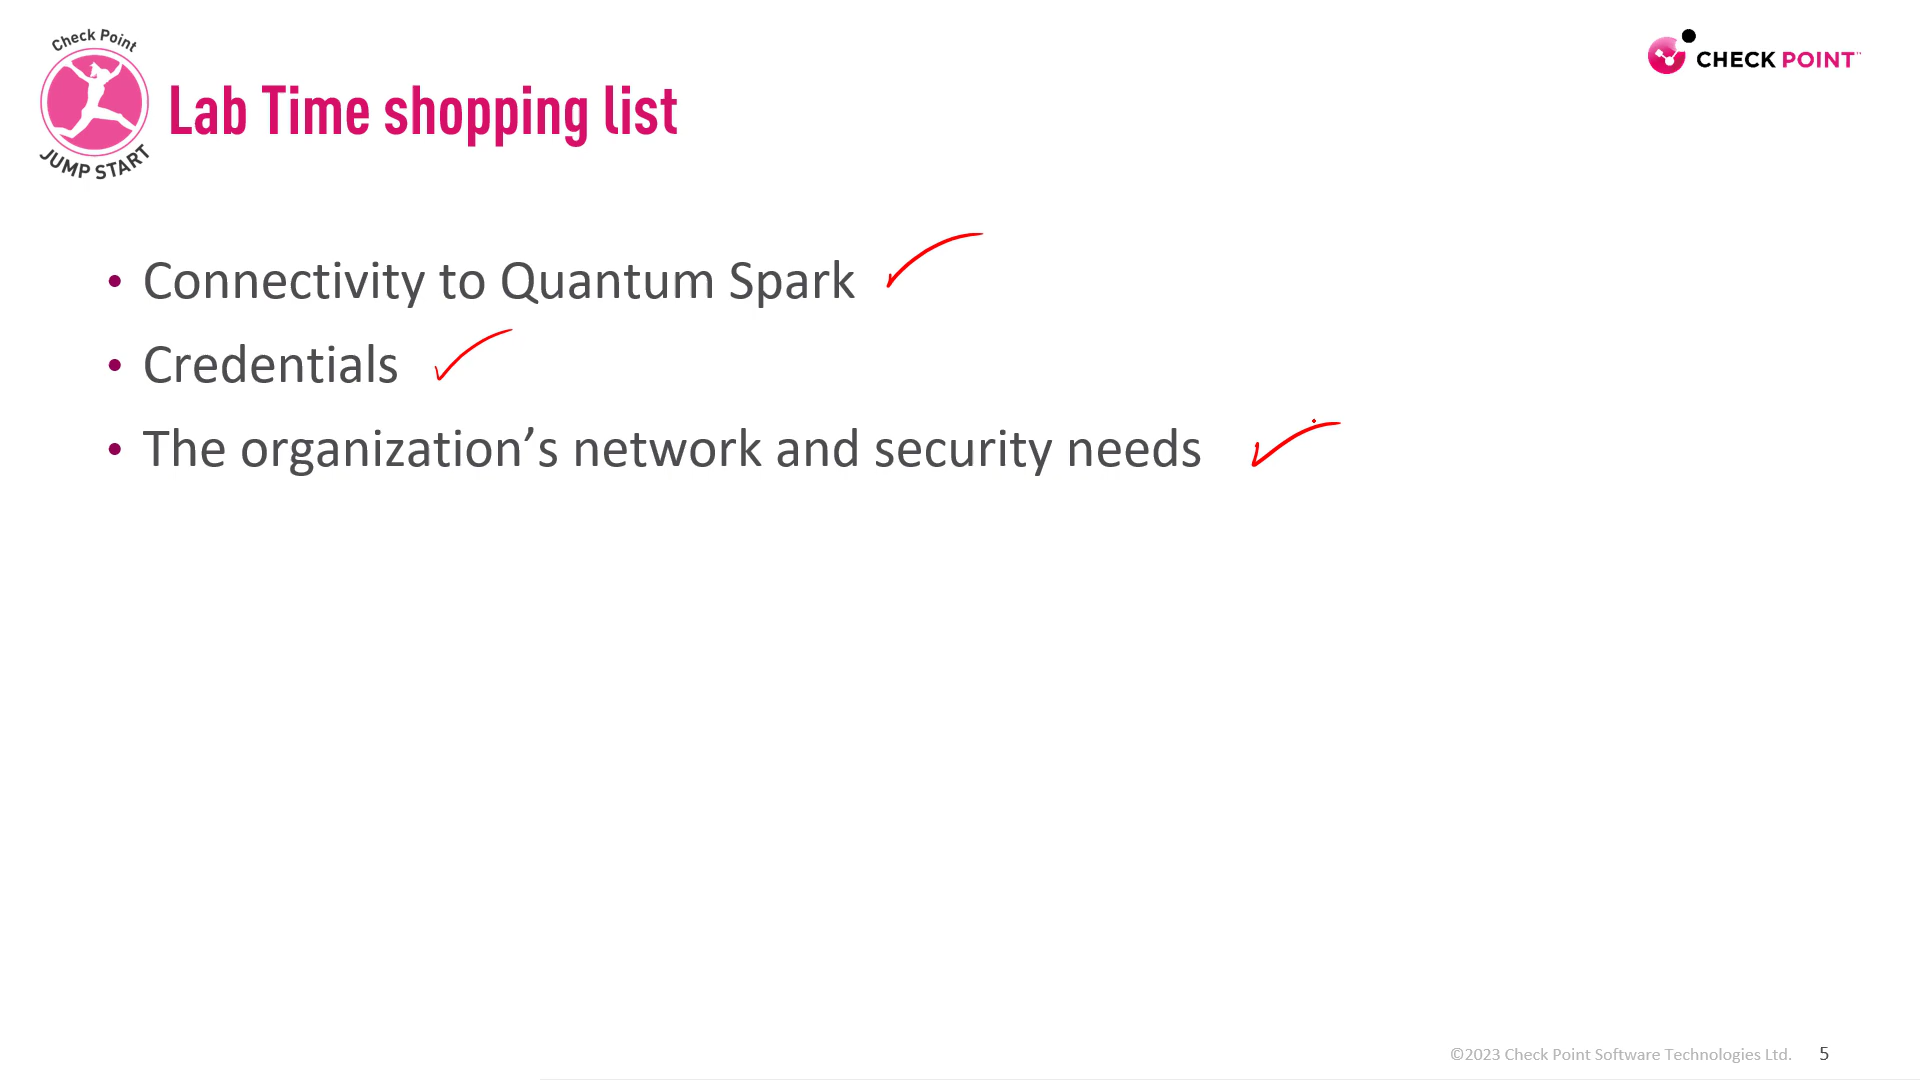 Check Point
JUMP START
Lab Time shopping list
CHECK POINT™
• Connectivity to Quantum Spark
• Credentials
• The organization’s network and security needs
©2023 Check Point Software Technologies Ltd. 5